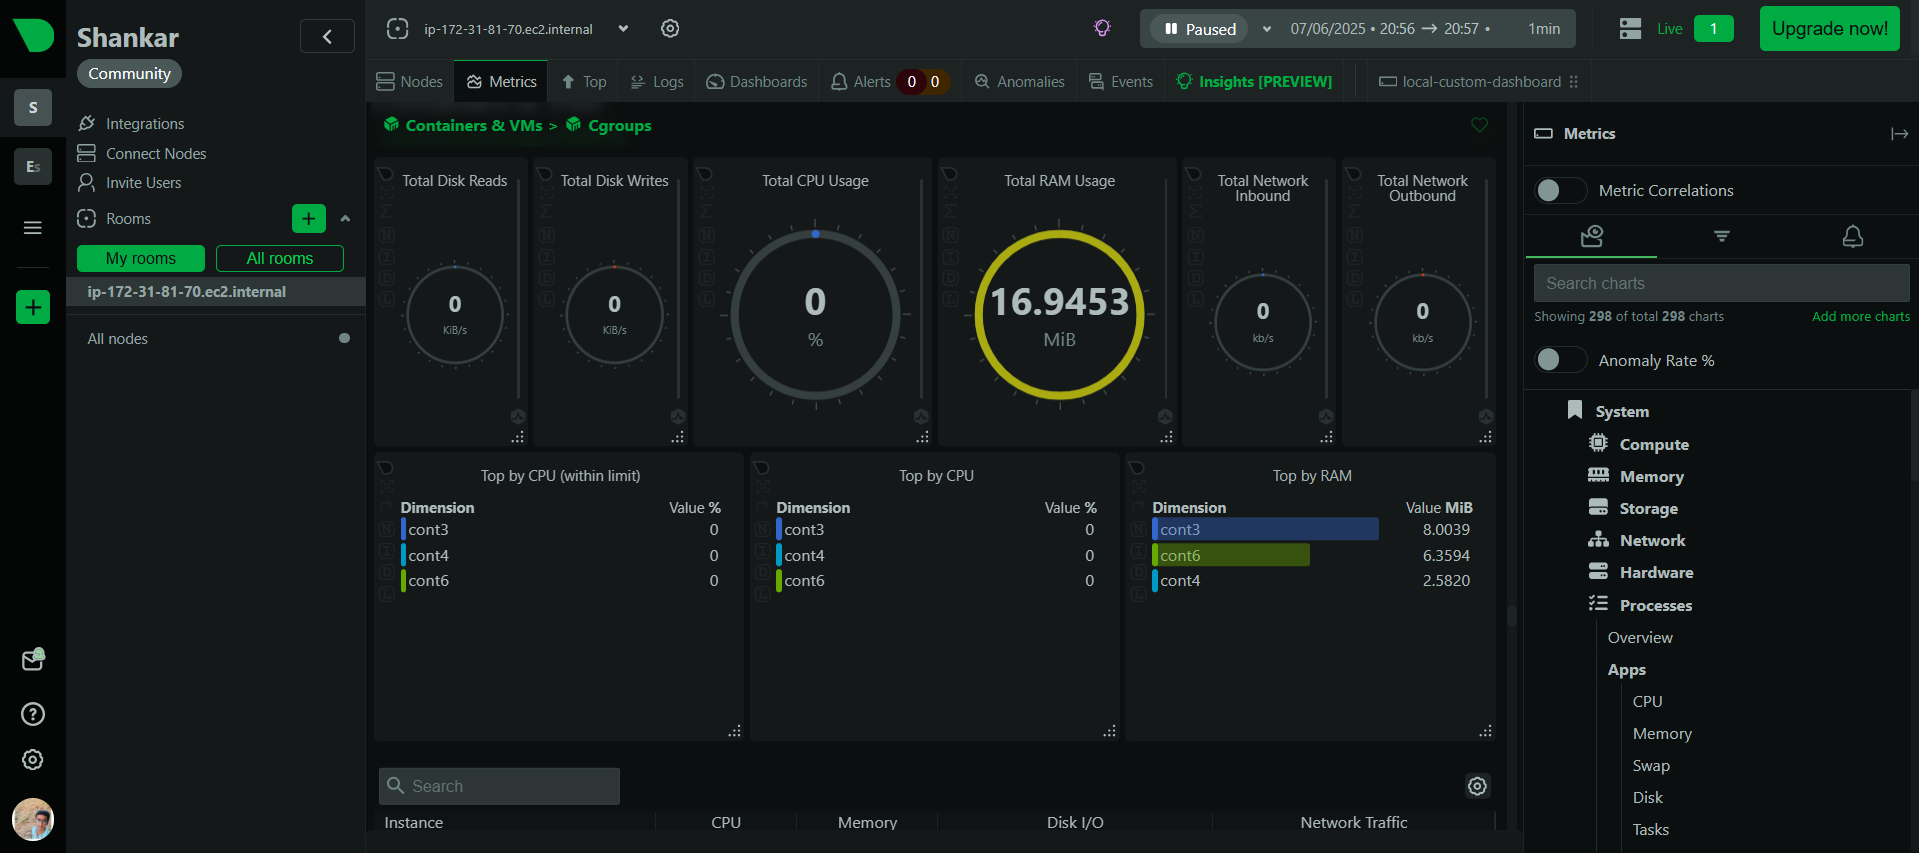 Shankar
Community
S
Es
Integrations
Connect Nodes
Invite Users
Rooms
My rooms
All rooms
ip-172-31-81-70.ec2.internal
All nodes
ip-172-31-81-70.ec2.internal
Paused
07/06/2025 • 20:56 → 20:57 •
1min
Live
1
Upgrade now!
Nodes
Metrics
Top
Logs
Dashboards
Alerts
0
0
Anomalies
Events
Insights [PREVIEW]
local-custom-dashboard
Containers & VMs > Cgroups
Total Disk Reads
0
KiB/s
Total Disk Writes
0
KiB/s
Total CPU Usage
0
%
Total RAM Usage
16.9453
MiB
Total Network
Inbound
0
kb/s
Total Network
Outbound
0
kb/s
N
I
D
L
N
I
D
L
N
I
D
L
N
I
D
L
N
I
D
L
N
I
D
L
Top by CPU (within limit)
Dimension Value %
cont3 0
cont4 0
cont6 0
N
I
D
L
Top by CPU
Dimension Value %
cont3 0
cont4 0
cont6 0
N
I
D
L
Top by RAM
Dimension Value MiB
cont3 8.0039
cont6 6.3594
cont4 2.5820
N
I
D
L
Search
Instance CPU Memory Disk I/O Network Traffic
Metrics
Metric Correlations
Search charts
Showing 298 of total 298 charts
Add more charts
Anomaly Rate %
System
Compute
Memory
Storage
Network
Hardware
Processes
Overview
Apps
CPU
Memory
Swap
Disk
Tasks